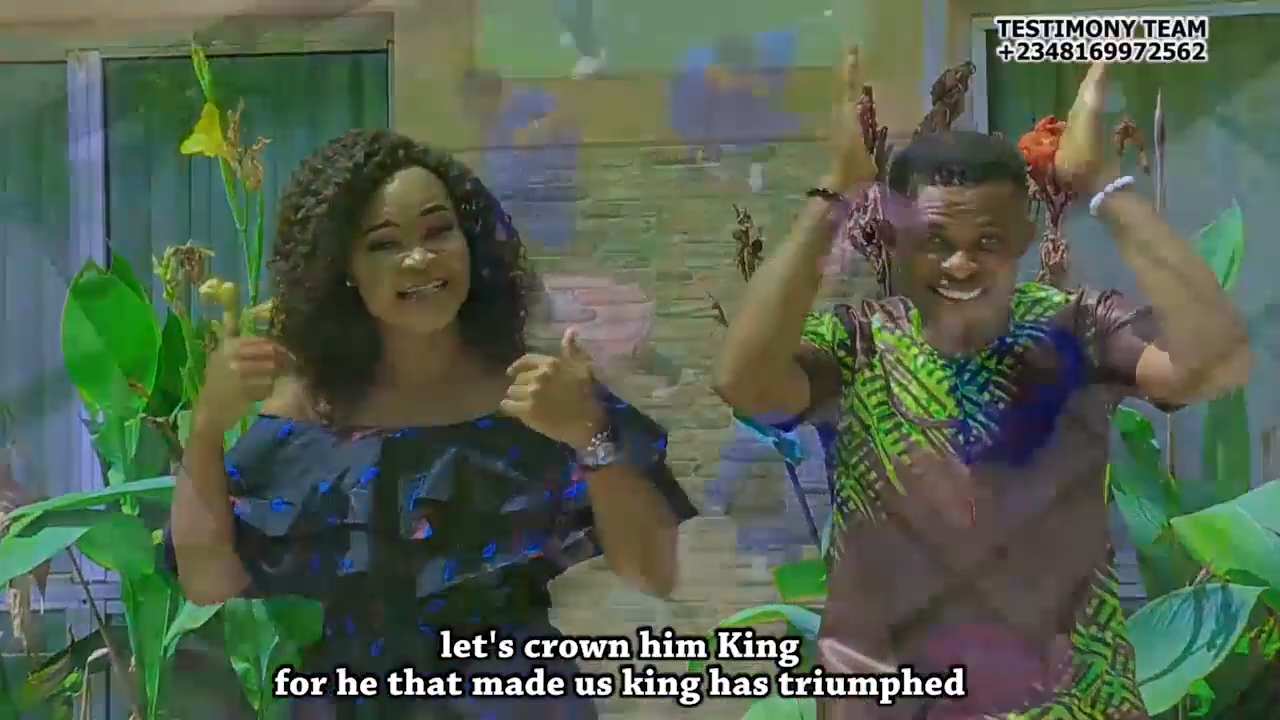 TESTIMONY TEAM
+2348169972562
let's crown him King
for he that made us king has triumphed